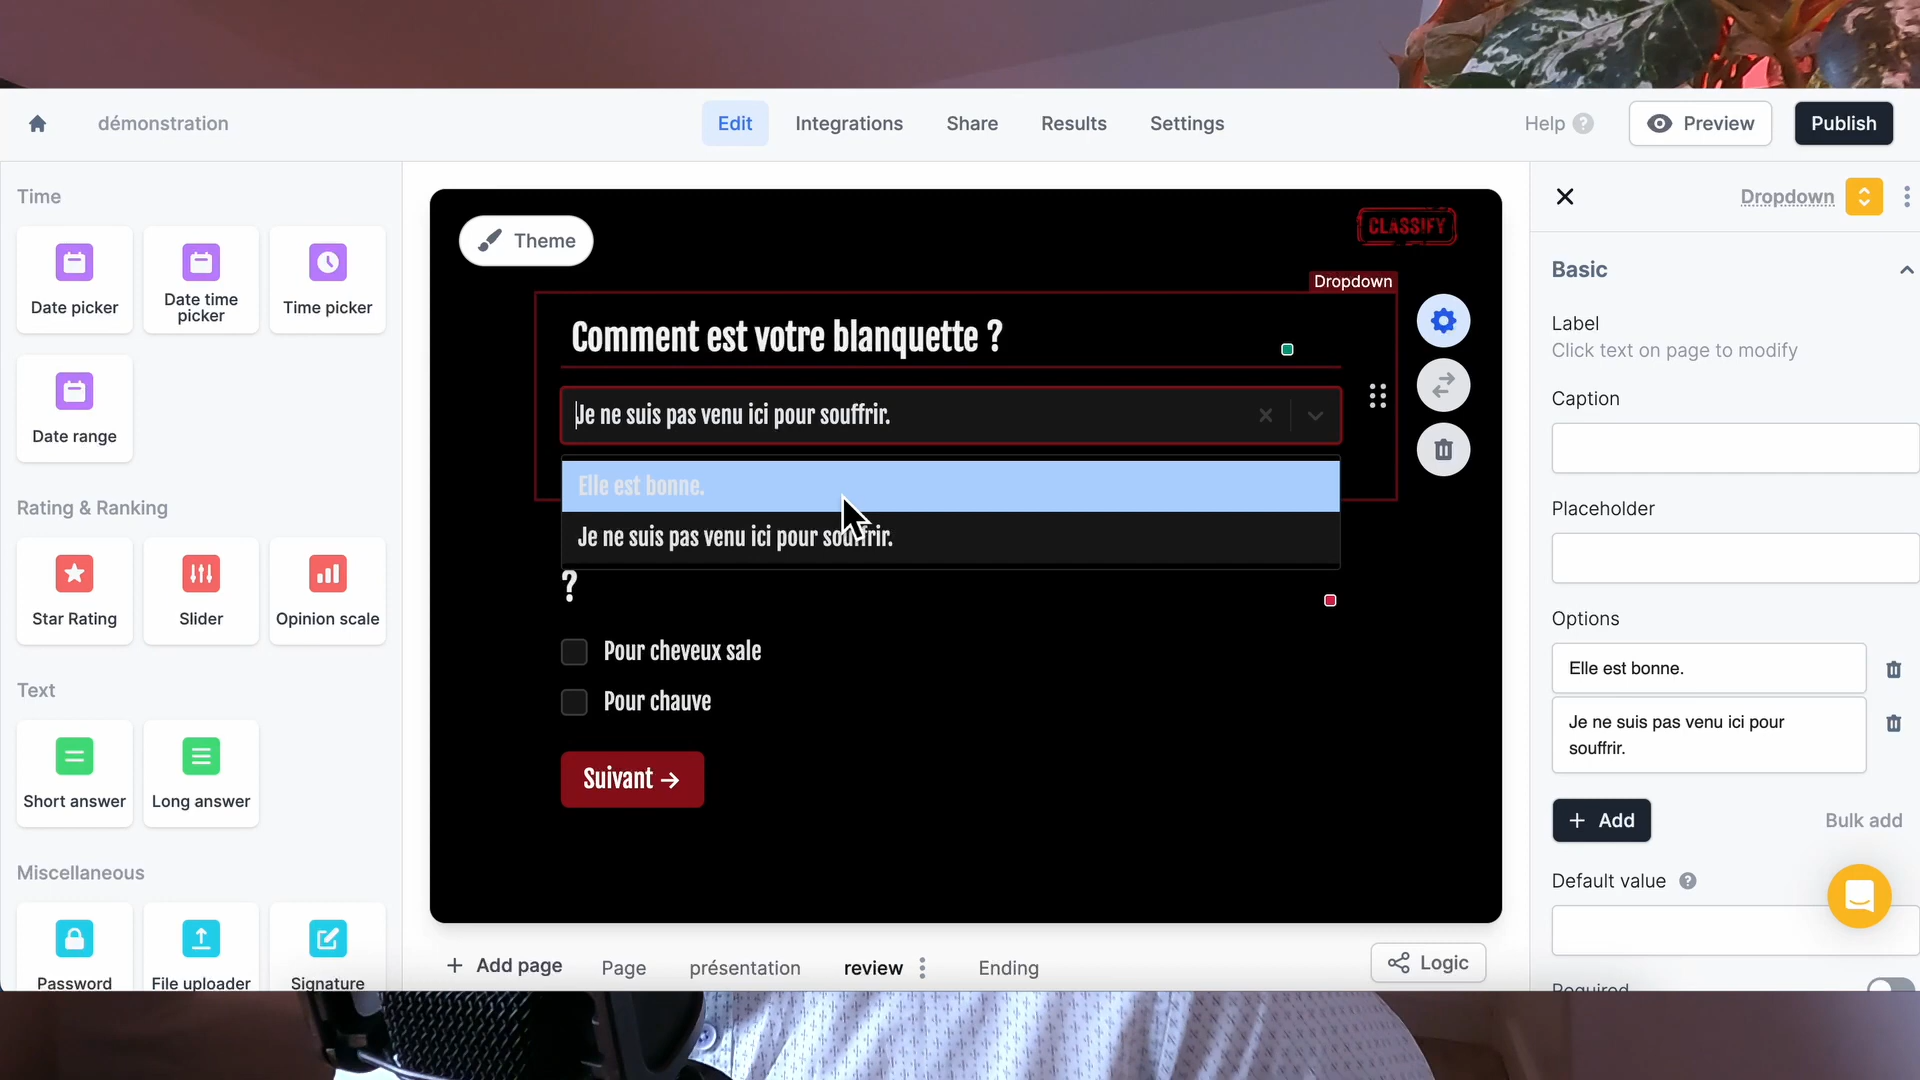 démonstration
Edit
Integrations
Share
Results
Settings
Help ?
Preview
Publish
Time
Date picker
Date time
picker
Time picker
Date range
Rating & Ranking
Star Rating
Slider
Opinion scale
Text
Short answer
Long answer
Miscellaneous
Password
File uploader
Signature
Theme
CLASSIFY
Dropdown
Comment est votre blanquette ?
Je ne suis pas venu ici pour souffrir.
Elle est bonne.
Je ne suis pas venu ici pour souffrir.
?
Pour cheveux sale
Pour chauve
Suivant →
+ Add page
Page
présentation
review
Ending
Logic
Dropdown
Basic
Label
Click text on page to modify
Caption
Placeholder
Options
Elle est bonne.
Je ne suis pas venu ici pour
souffrir.
+ Add
Bulk add
Default value ?
Required